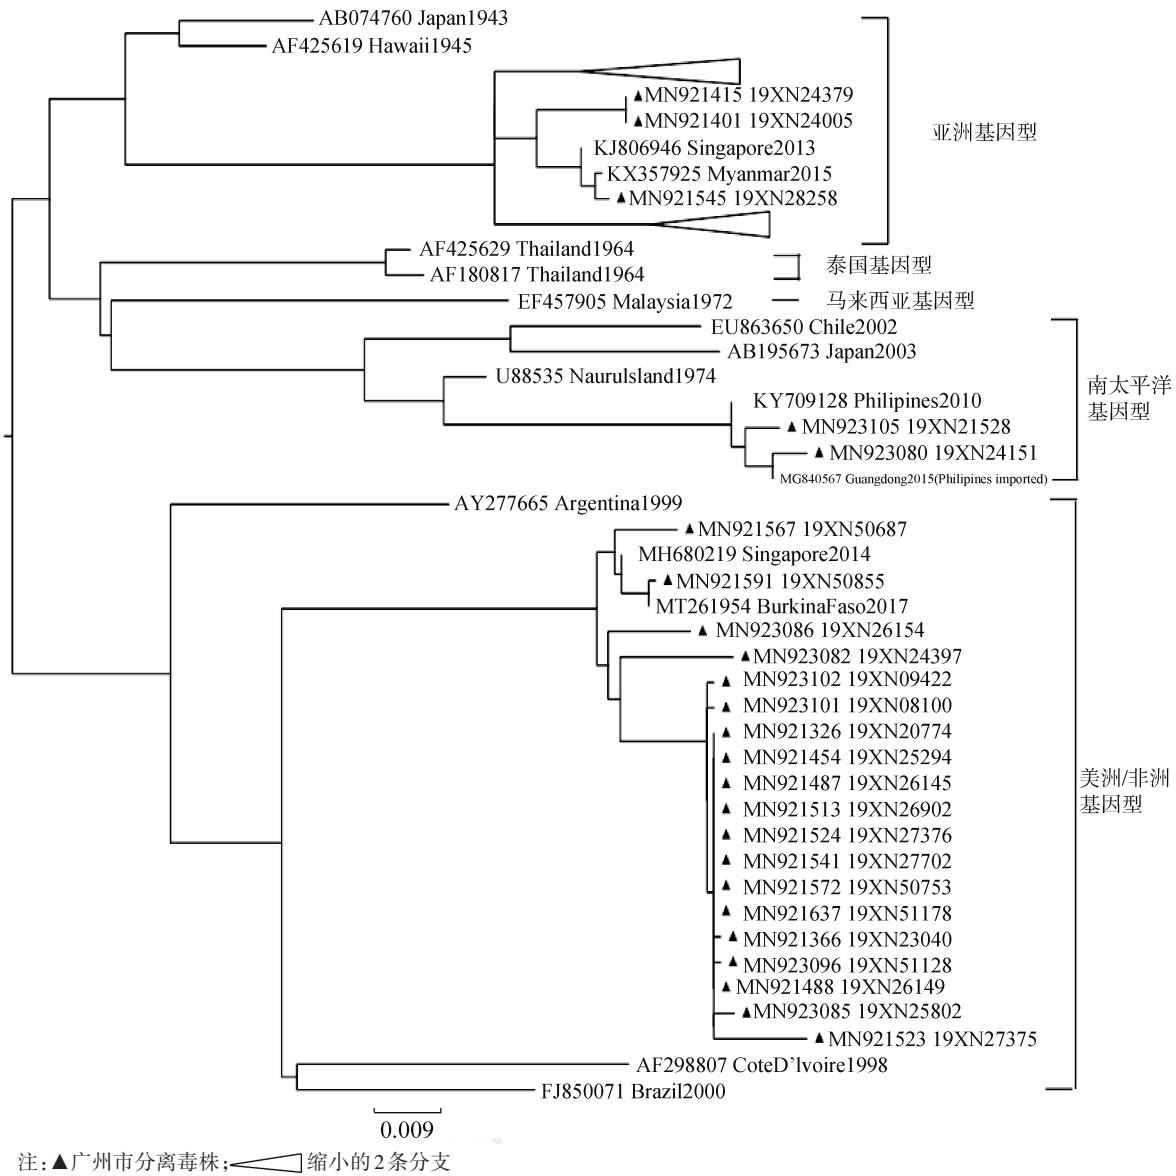 AB074760 Japan1943
AF425619 Hawaii1945
▲MN921415 19XN24379
▲MN921401 19XN24005
KJ806946 Singapore2013
KX357925 Myanmar2015
▲MN921545 19XN28258
亚洲基因型
AF425629 Thailand1964
AF180817 Thailand1964
泰国基因型
EF457905 Malaysia1972
马来西亚基因型
EU863650 Chile2002
AB195673 Japan2003
U88535 NauruIsland1974
KY709128 Philipines2010
▲MN923105 19XN21528
▲MN923080 19XN24151
MG840567 Guangdong2015(Philipines imported)
南太平洋
基因型
AY277665 Argentina1999
▲MN921567 19XN50687
MH680219 Singapore2014
▲MN921591 19XN50855
MT261954 BurkinaFaso2017
▲MN923086 19XN26154
▲MN923082 19XN24397
▲MN923102 19XN09422
▲MN923101 19XN08100
▲MN921326 19XN20774
▲MN921454 19XN25294
▲MN921487 19XN26145
▲MN921513 19XN26902
▲MN921524 19XN27376
▲MN921541 19XN27702
▲MN921572 19XN50753
▲MN921637 19XN51178
▲MN921366 19XN23040
▲MN923096 19XN51128
▲MN921488 19XN26149
▲MN923085 19XN25802
▲MN921523 19XN27375
美洲/非洲
基因型
AF298807 CoteD’lvoire1998
FJ850071 Brazil2000
0.009
注:▲广州市分离毒株; 缩小的2条分支